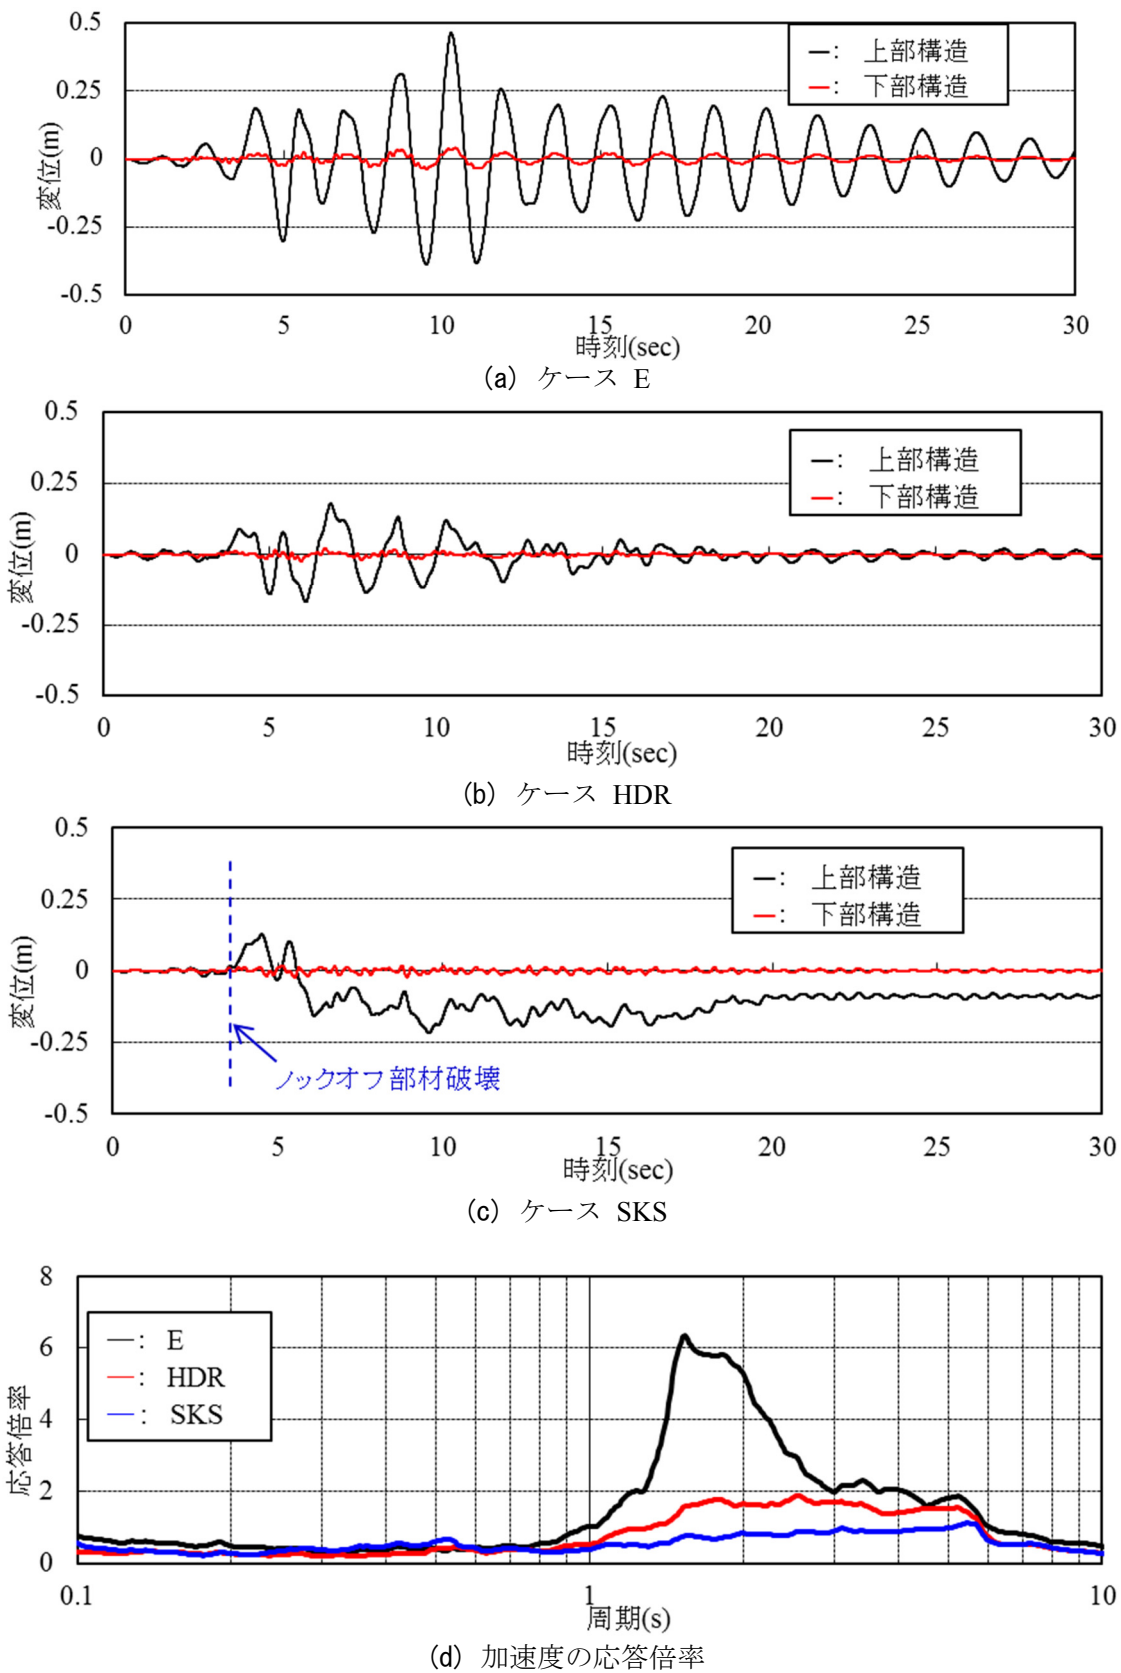 0.5
0.25
0
-0.25
-0.5
変位(m)
—: 上部構造
—: 下部構造
0 5 10 15 20 25 30
時刻(sec)
(a) ケース E
0.5
0.25
0
-0.25
-0.5
変位(m)
—: 上部構造
—: 下部構造
0 5 10 15 20 25 30
時刻(sec)
(b) ケース HDR
0.5
0.25
0
-0.25
-0.5
変位(m)
—: 上部構造
—: 下部構造
ノックオフ部材破壊
0 5 10 15 20 25 30
時刻(sec)
(c) ケース SKS
8
6
4
2
0
応答倍率
—: E
—: HDR
—: SKS
0.1 1 10
周期(s)
(d) 加速度の応答倍率